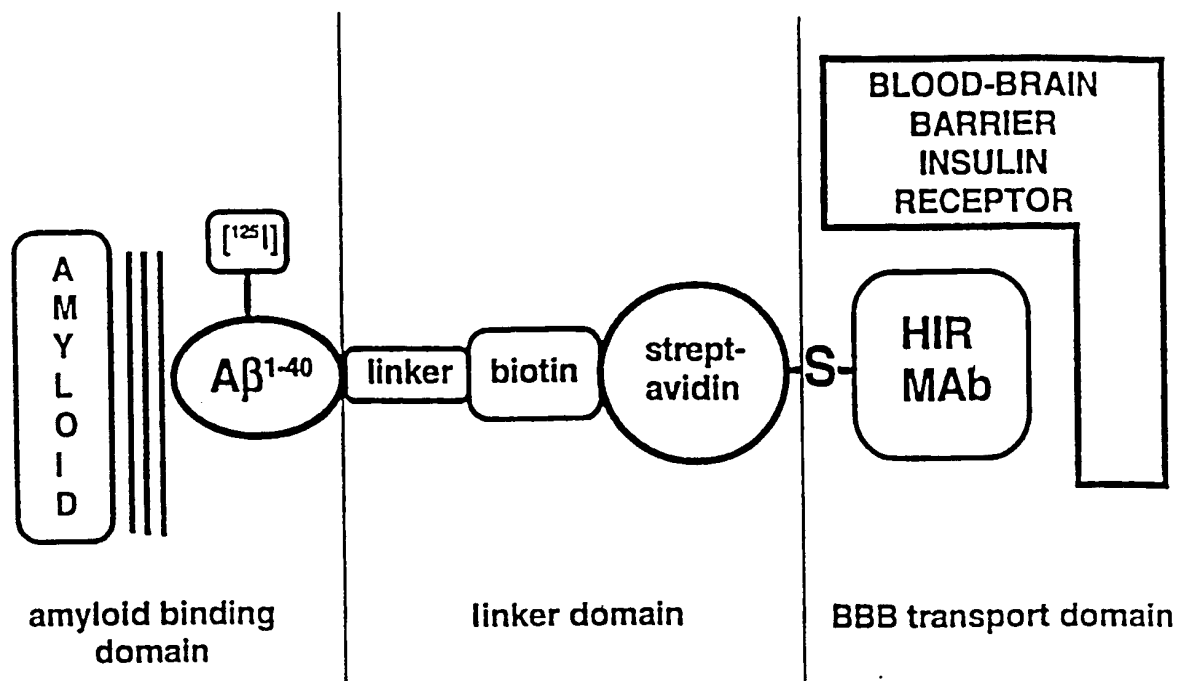 BLOOD-BRAIN
BARRIER
INSULIN
RECEPTOR
[¹²⁵I]
A
M
Y
L
O
I
D
Aβ¹⁻⁴⁰
linker
biotin
strept-
avidin
S
HIR
MAb
amyloid binding
domain
linker domain
BBB transport domain